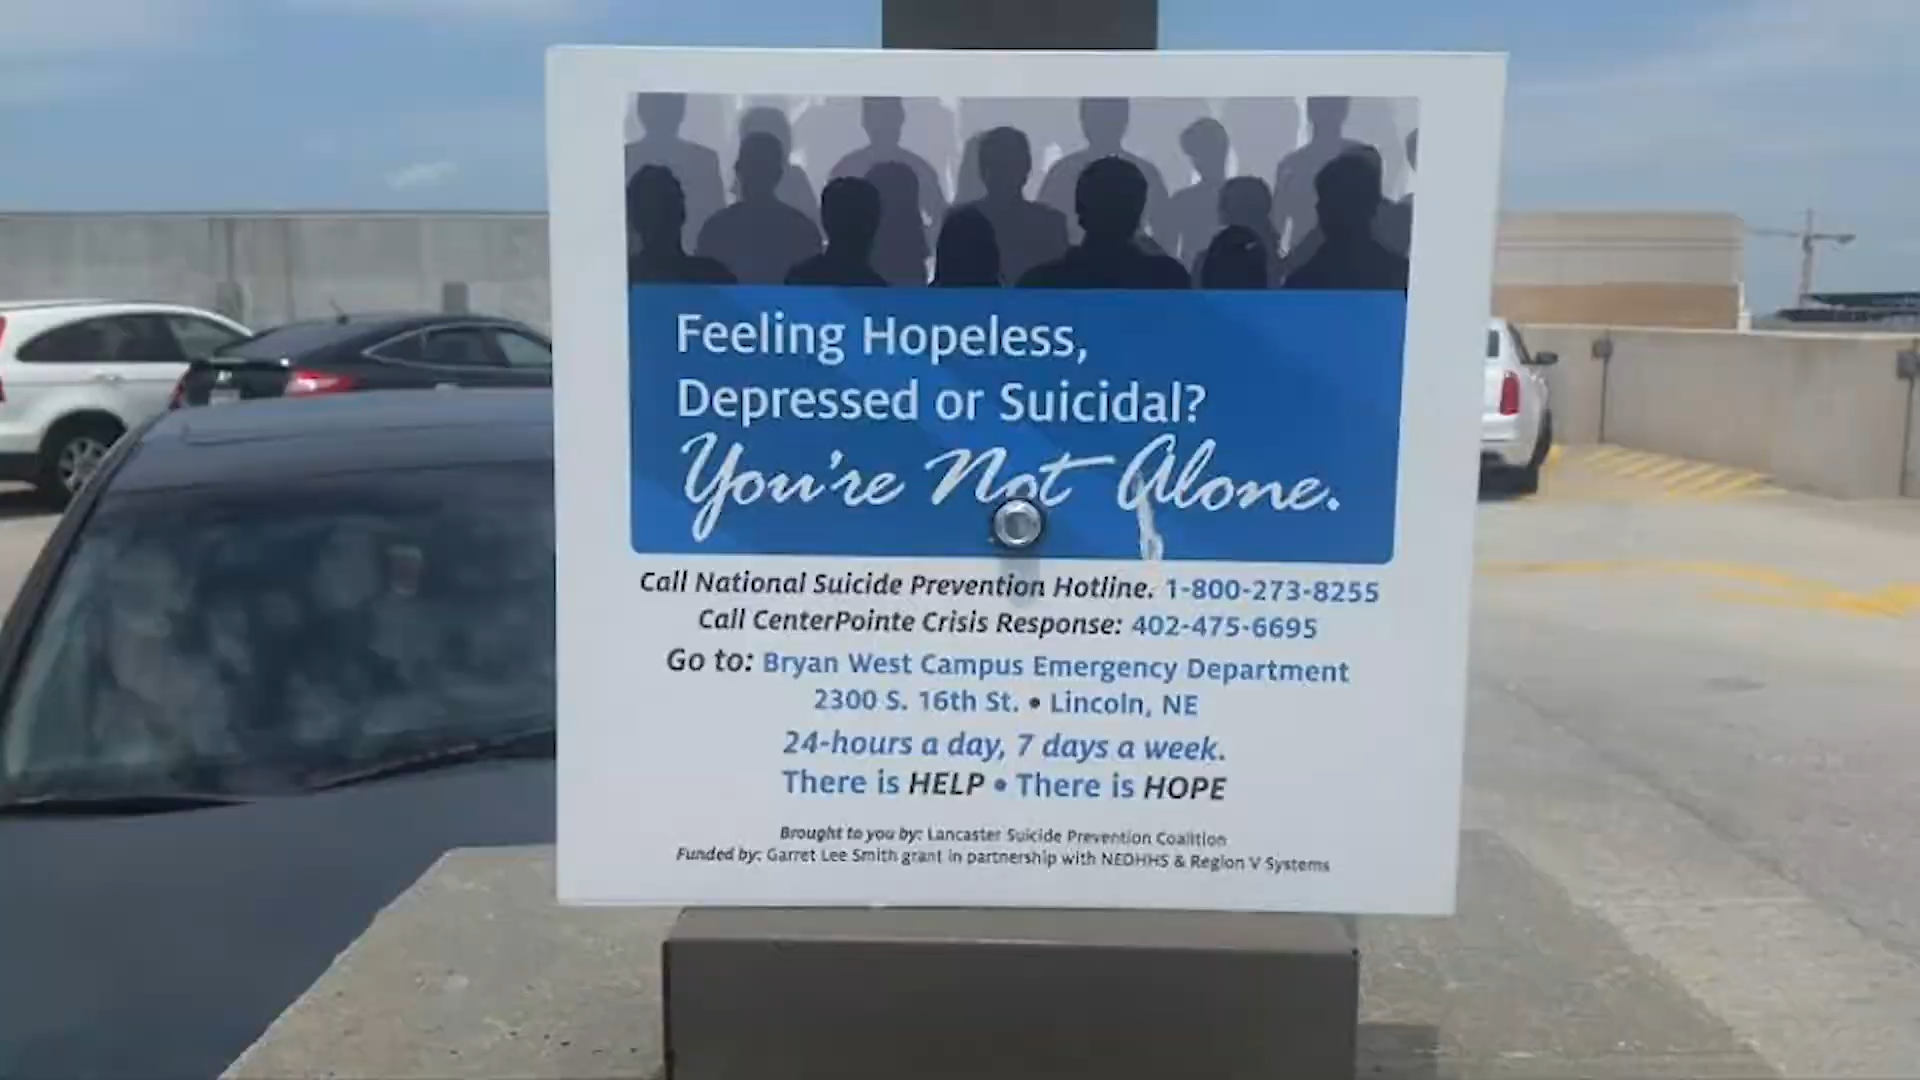 Feeling Hopeless,
Depressed or Suicidal?
You're Not Alone.
Call National Suicide Prevention Hotline. 1-800-273-8255
Call CenterPointe Crisis Response: 402-475-6695
Go to: Bryan West Campus Emergency Department
2300 S. 16th St. • Lincoln, NE
24-hours a day, 7 days a week.
There is HELP • There is HOPE
Brought to you by: Lancaster Suicide Prevention Coalition
Funded by: Garret Lee Smith grant in partnership with NEDHHS & Region V Systems